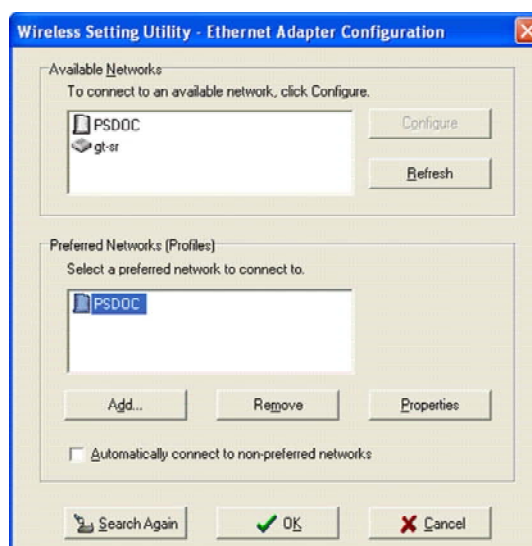 Wireless Setting Utility - Ethernet Adapter Configuration
Available Networks
To connect to an available network, click Configure.
PSDOC
gt-sr
Configure
Refresh
Preferred Networks (Profiles)
Select a preferred network to connect to.
PSDOC
Add...
Remove
Properties
Automatically connect to non-preferred networks
Search Again
OK
Cancel